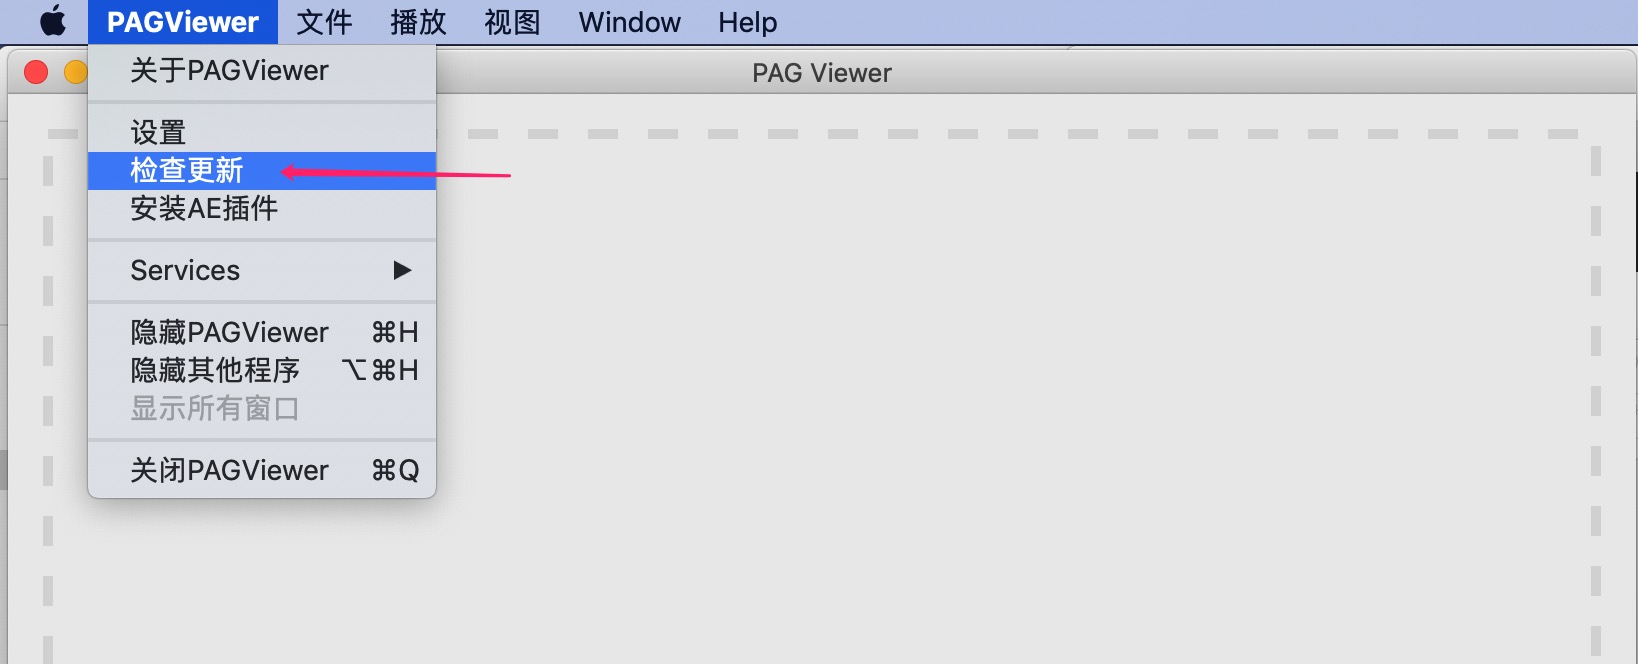 PAGViewer 文件 播放 视图 Window Help
PAG Viewer
关于PAGViewer
设置
检查更新
安装AE插件
Services ▶
隐藏PAGViewer ⌘H
隐藏其他程序 ⌥⌘H
显示所有窗口
关闭PAGViewer ⌘Q